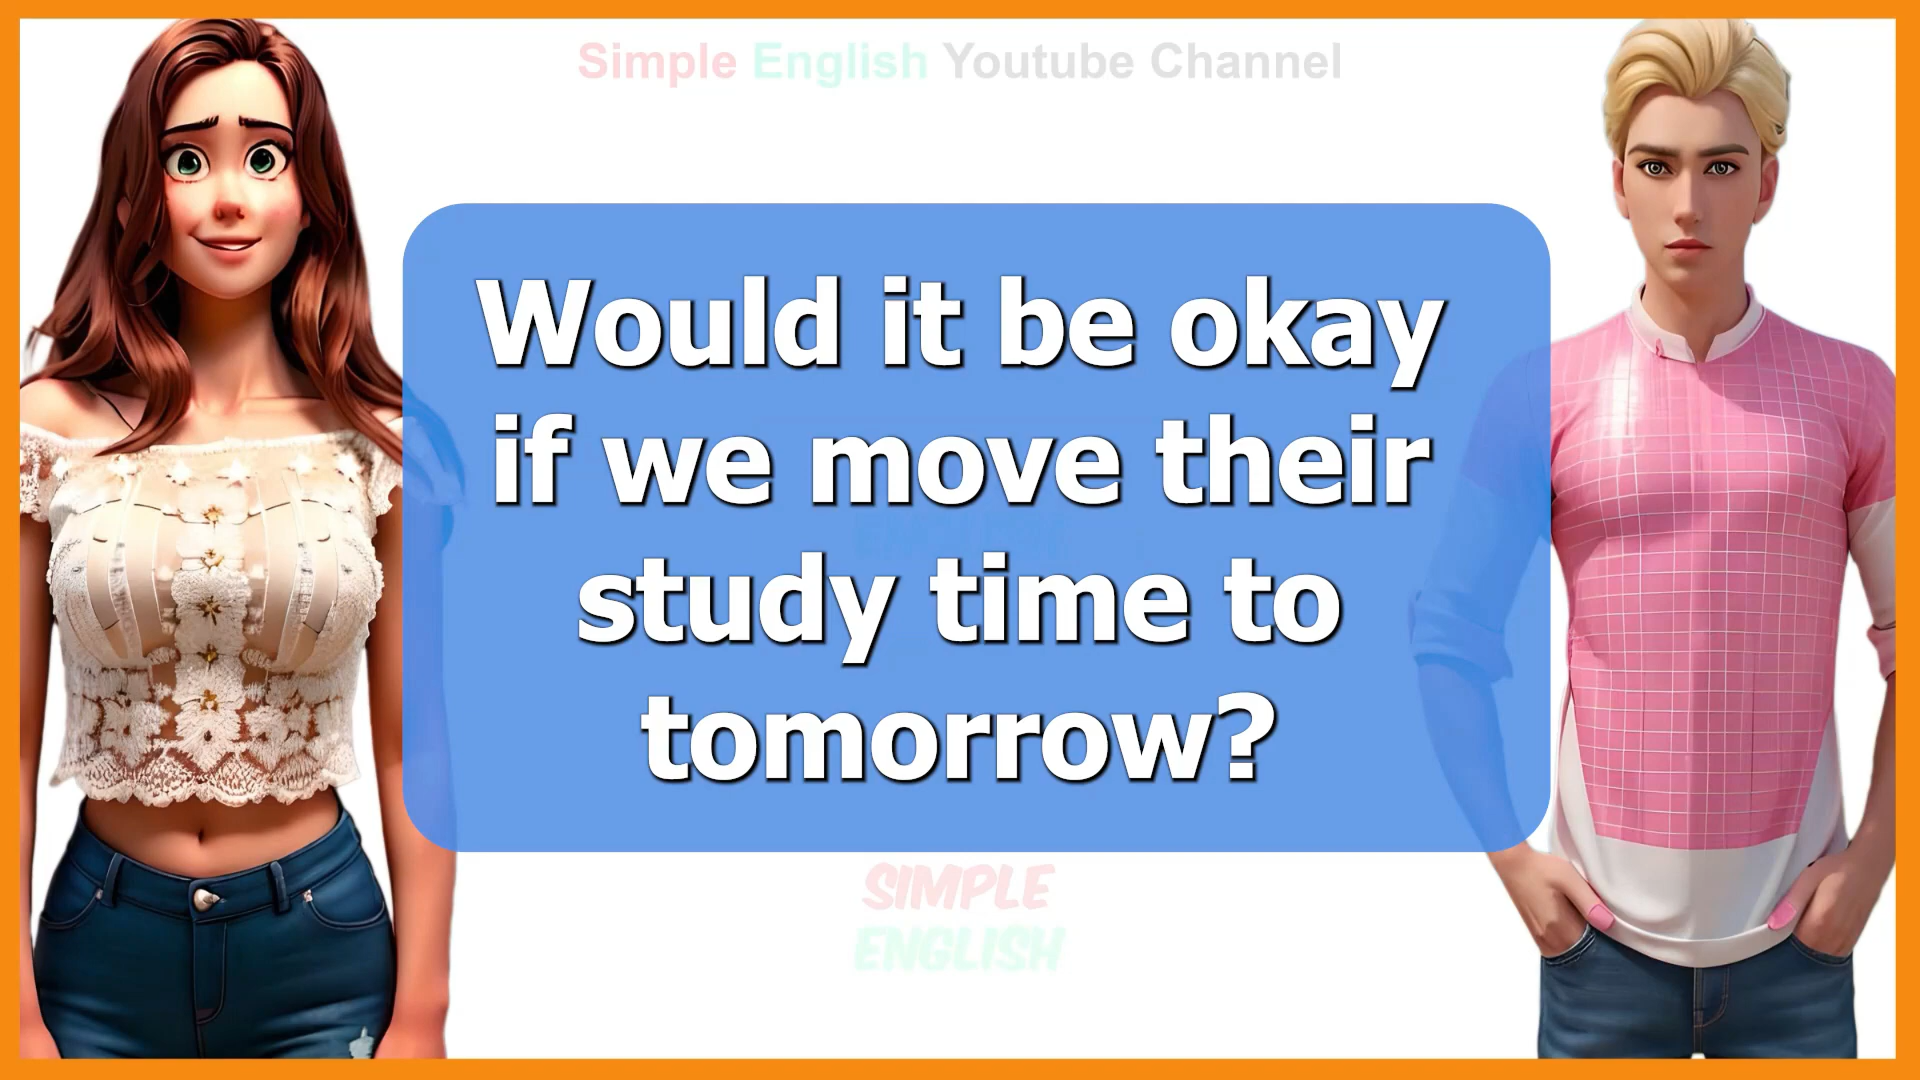 Simple English Youtube Channel
Would it be okay
if we move their
study time to
tomorrow?
SIMPLE
ENGLISH